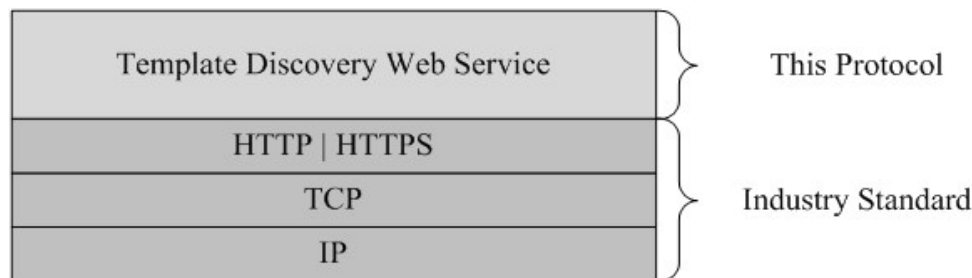 Template Discovery Web Service
This Protocol
HTTP | HTTPS
TCP
Industry Standard
IP